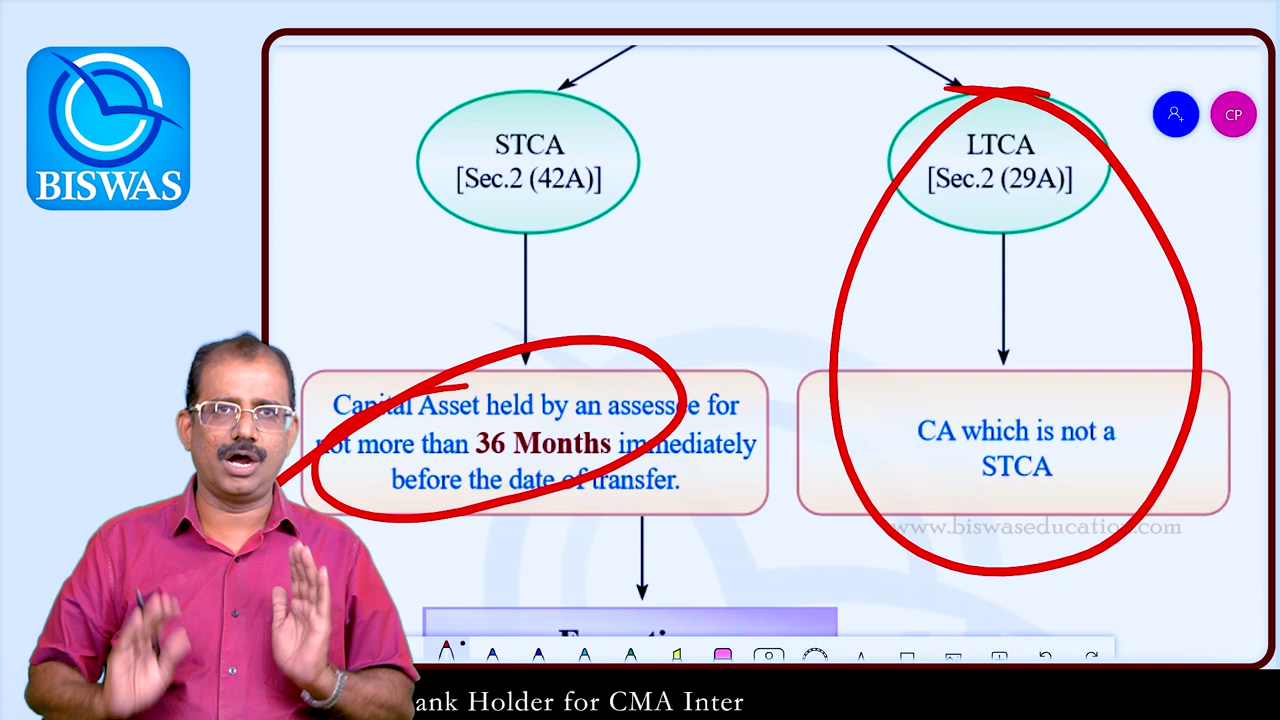 BISWAS
STCA
[Sec.2 (42A)]
LTCA
[Sec.2 (29A)]
CP
Capital Asset held by an assessee for
not more than 36 Months immediately
before the date of transfer.
CA which is not a
STCA
www.biswaseducation.com
ank Holder for CMA Inter